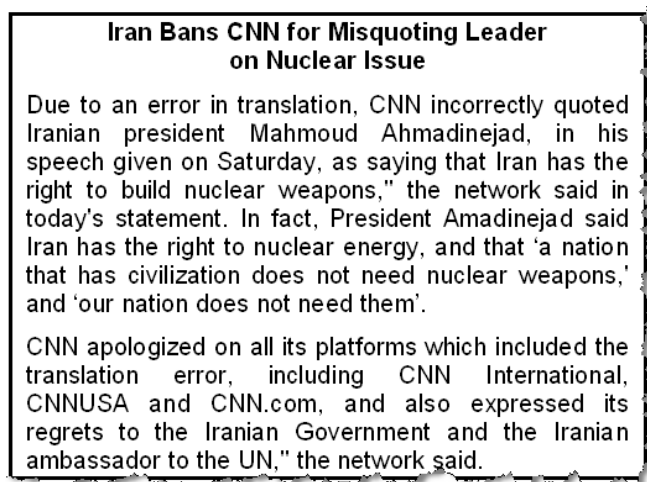 Iran Bans CNN for Misquoting Leader
on Nuclear Issue
Due to an error in translation, CNN incorrectly quoted
Iranian president Mahmoud Ahmadinejad, in his
speech given on Saturday, as saying that Iran has the
right to build nuclear weapons," the network said in
today's statement. In fact, President Amadinejad said
Iran has the right to nuclear energy, and that ‘a nation
that has civilization does not need nuclear weapons,'
and ‘our nation does not need them’.
CNN apologized on all its platforms which included the
translation error, including CNN International,
CNNUSA and CNN.com, and also expressed its
regrets to the Iranian Government and the Iranian
ambassador to the UN," the network said.